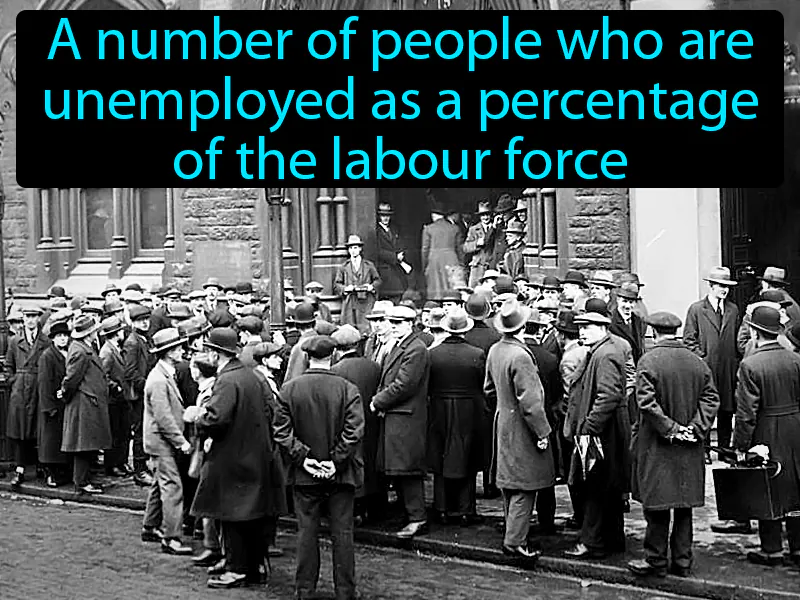 A number of people who are
unemployed as a percentage
of the labour force